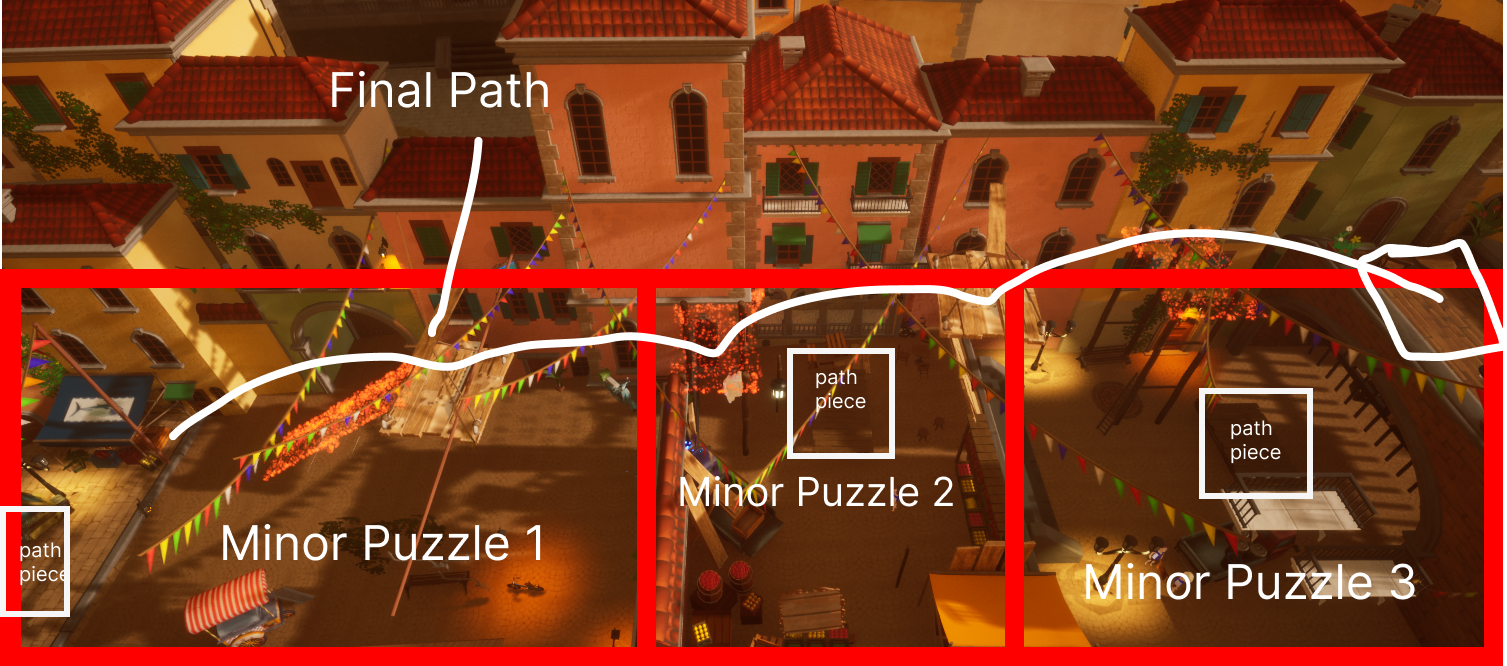 Final Path
path
piece
Minor Puzzle 2
path
piece
Minor Puzzle 1
path
piece
Minor Puzzle 3